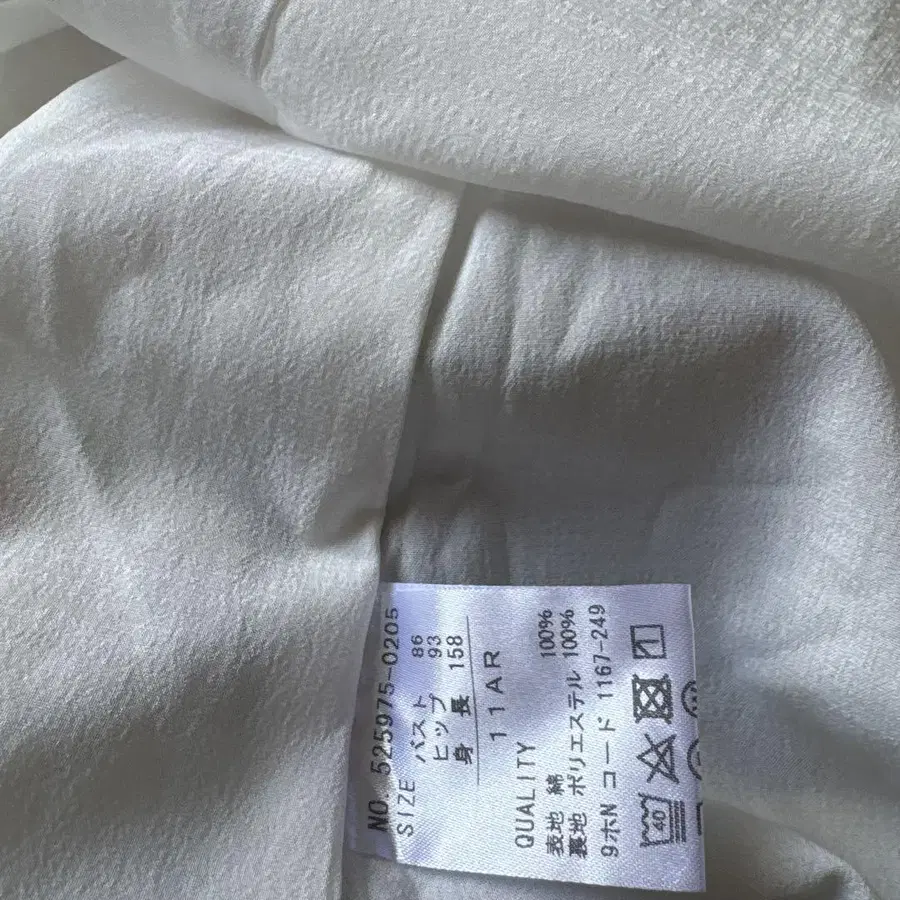 NO. 525975-0205
SIZE
バスト 86
ヒップ 93
身長 158
11AR
QUALITY
表地 綿 100%
裏地 ポリエステル 100%
9ホN コード 1167-249
40